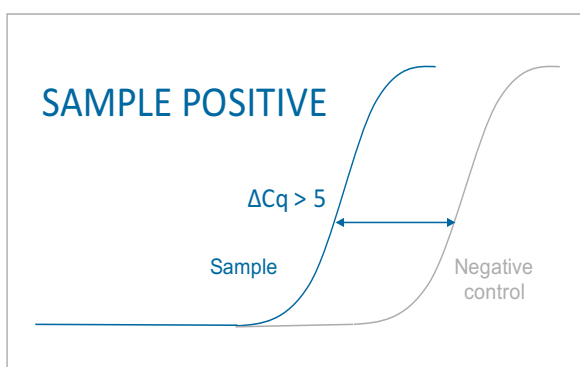 SAMPLE POSITIVE
ΔCq > 5
Sample
Negative
control